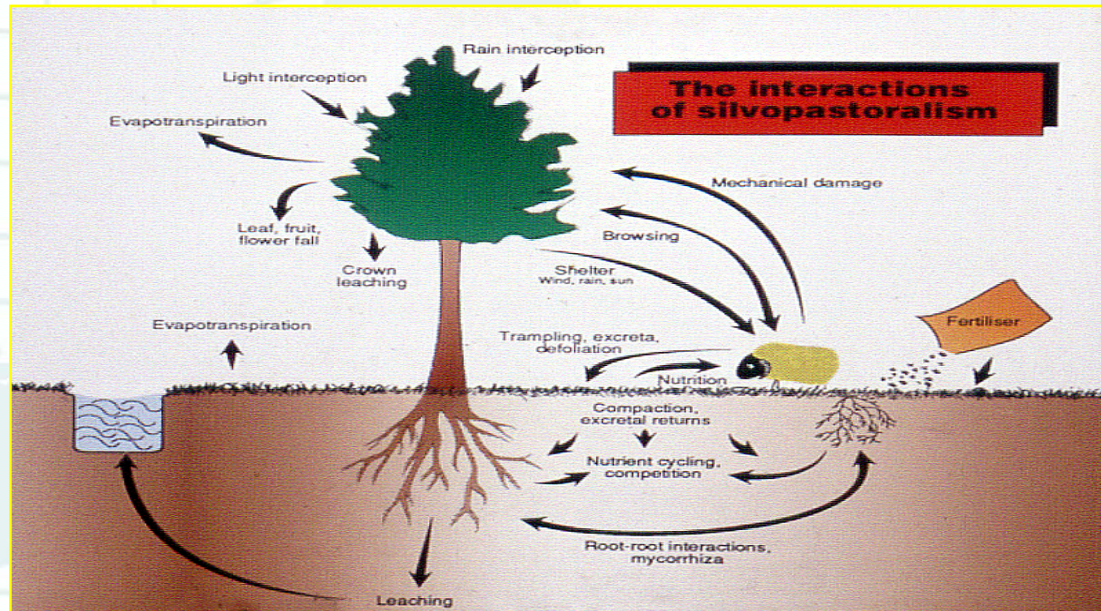 The interactions
of silvopastoralism
Rain interception
Light interception
Evapotranspiration
Mechanical damage
Leaf, fruit,
flower fall
Browsing
Crown
leaching
Shelter
Wind, rain, sun
Fertiliser
Evapotranspiration
Trampling, excreta,
defoliation
Nutrition
Compaction,
excretal returns
Nutrient cycling,
competition
Root-root interactions,
mycorrhiza
Leaching